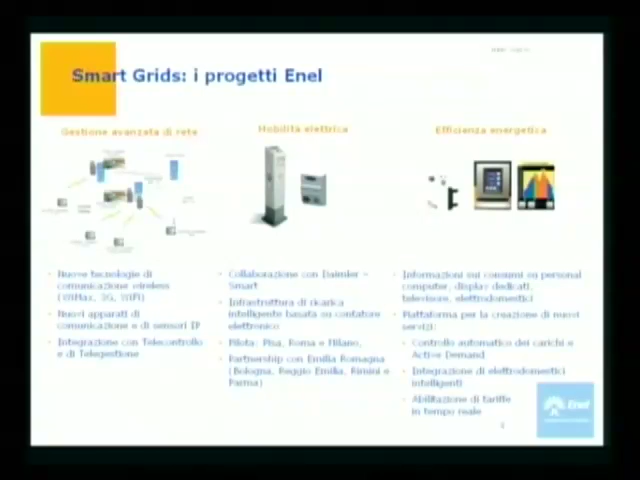 Smart Grids: i progetti Enel
Gestione avanzata di rete
Mobilità elettrica
Efficienza energetica
Nuove tecnologie di
comunicazione wireless
(WiMax, 3G, WiFi)
Nuovi apparati di
comunicazione e di sensori IP
Integrazione con Telecontrollo
e di Telegestione
Collaborazione con Daimler –
Smart
Infrastruttura di ricarica
intelligente basata su contatore
elettronico
Pilota: Pisa, Roma e Milano,
Partnership con Emilia Romagna
(Bologna, Reggio Emilia, Rimini e
Parma)
Informazioni sui consumi su personal
computer, display dedicati,
televisore, elettrodomestici
Piattaforma per la creazione di nuovi
servizi:
Controllo automatico dei carichi e
Active Demand
Integrazione di elettrodomestici
intelligenti
Abilitazione di tariffe
in tempo reale
Enel